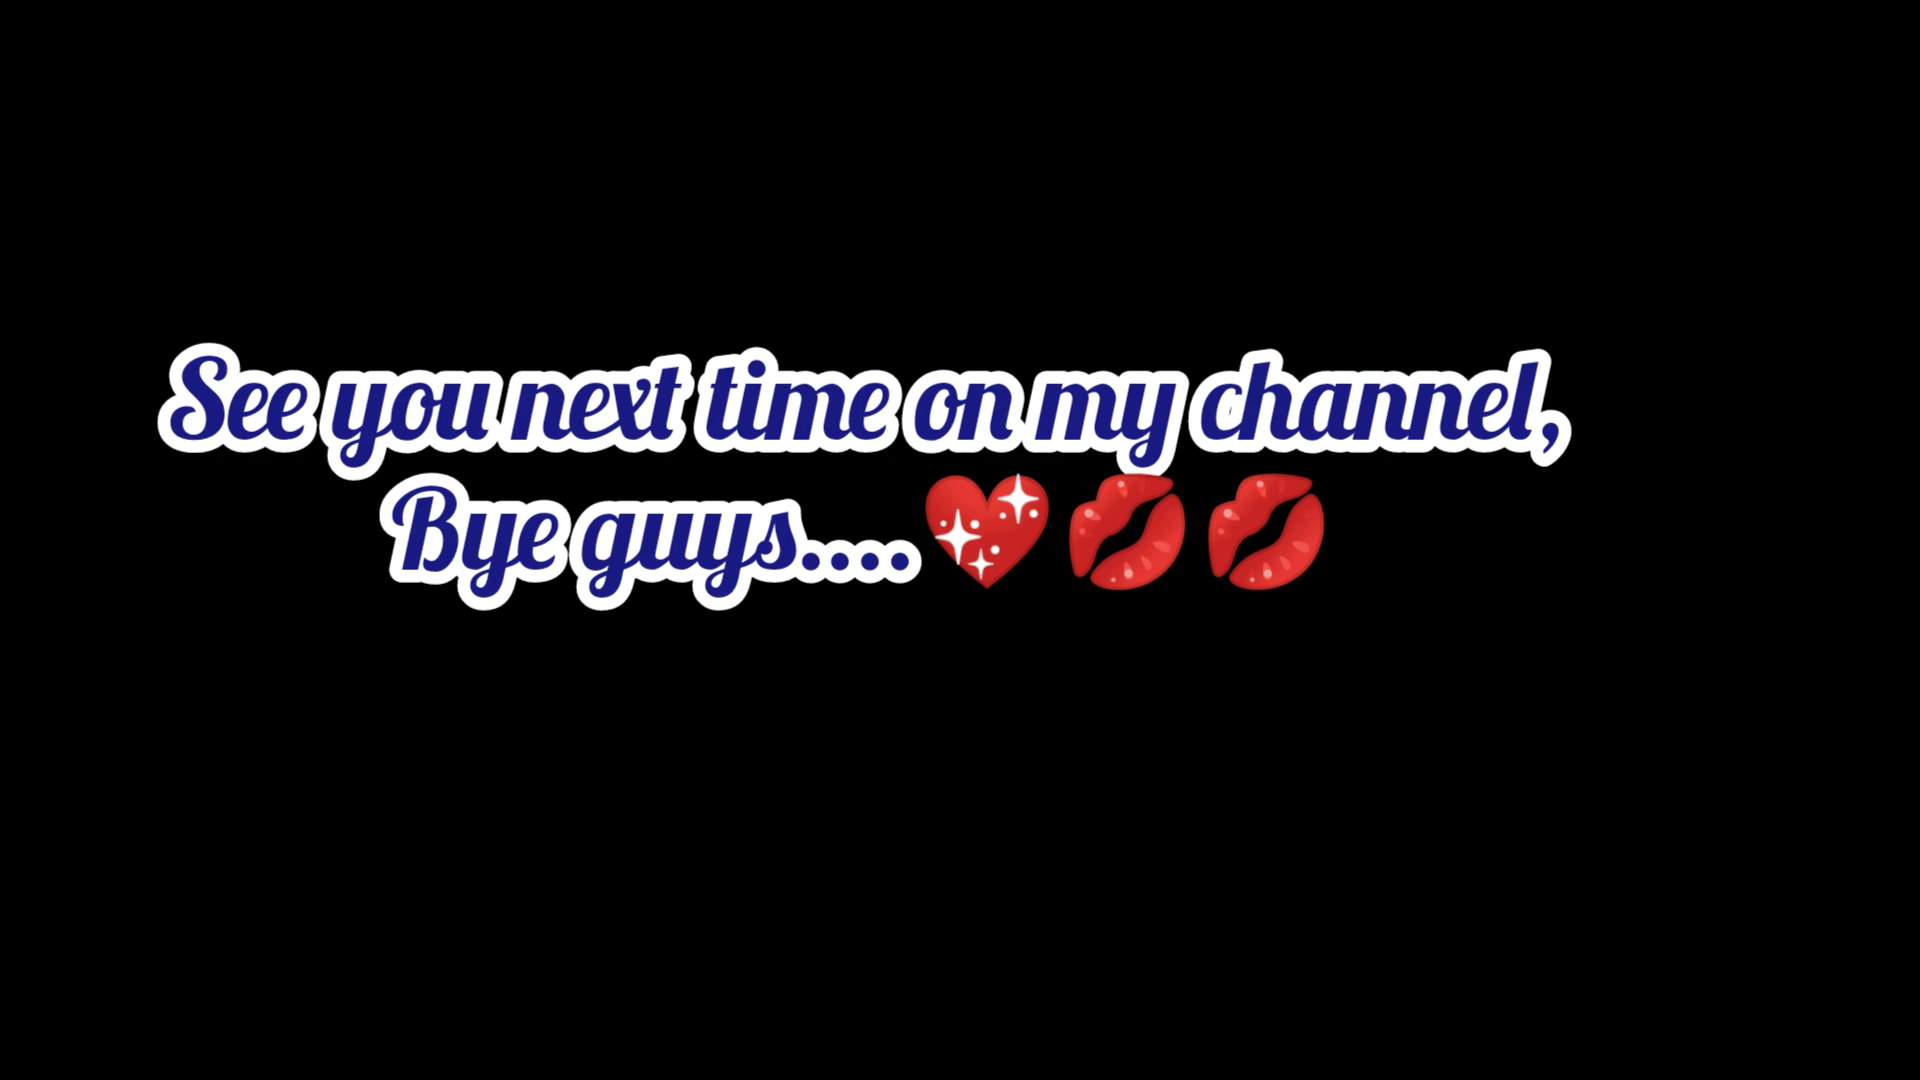 See you next time on my channel,
Bye guys....💖💋💋